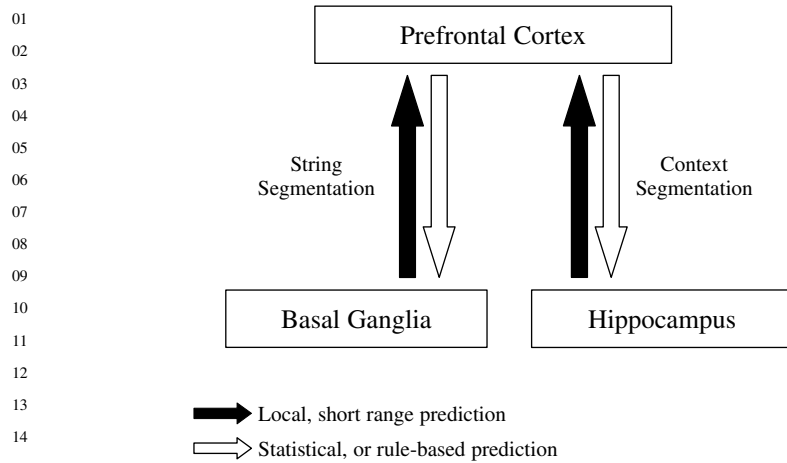 01
02
03
04
05
06
07
08
09
10
11
12
13
14
Prefrontal Cortex
String
Segmentation
Context
Segmentation
Basal Ganglia
Hippocampus
Local, short range prediction
Statistical, or rule-based prediction